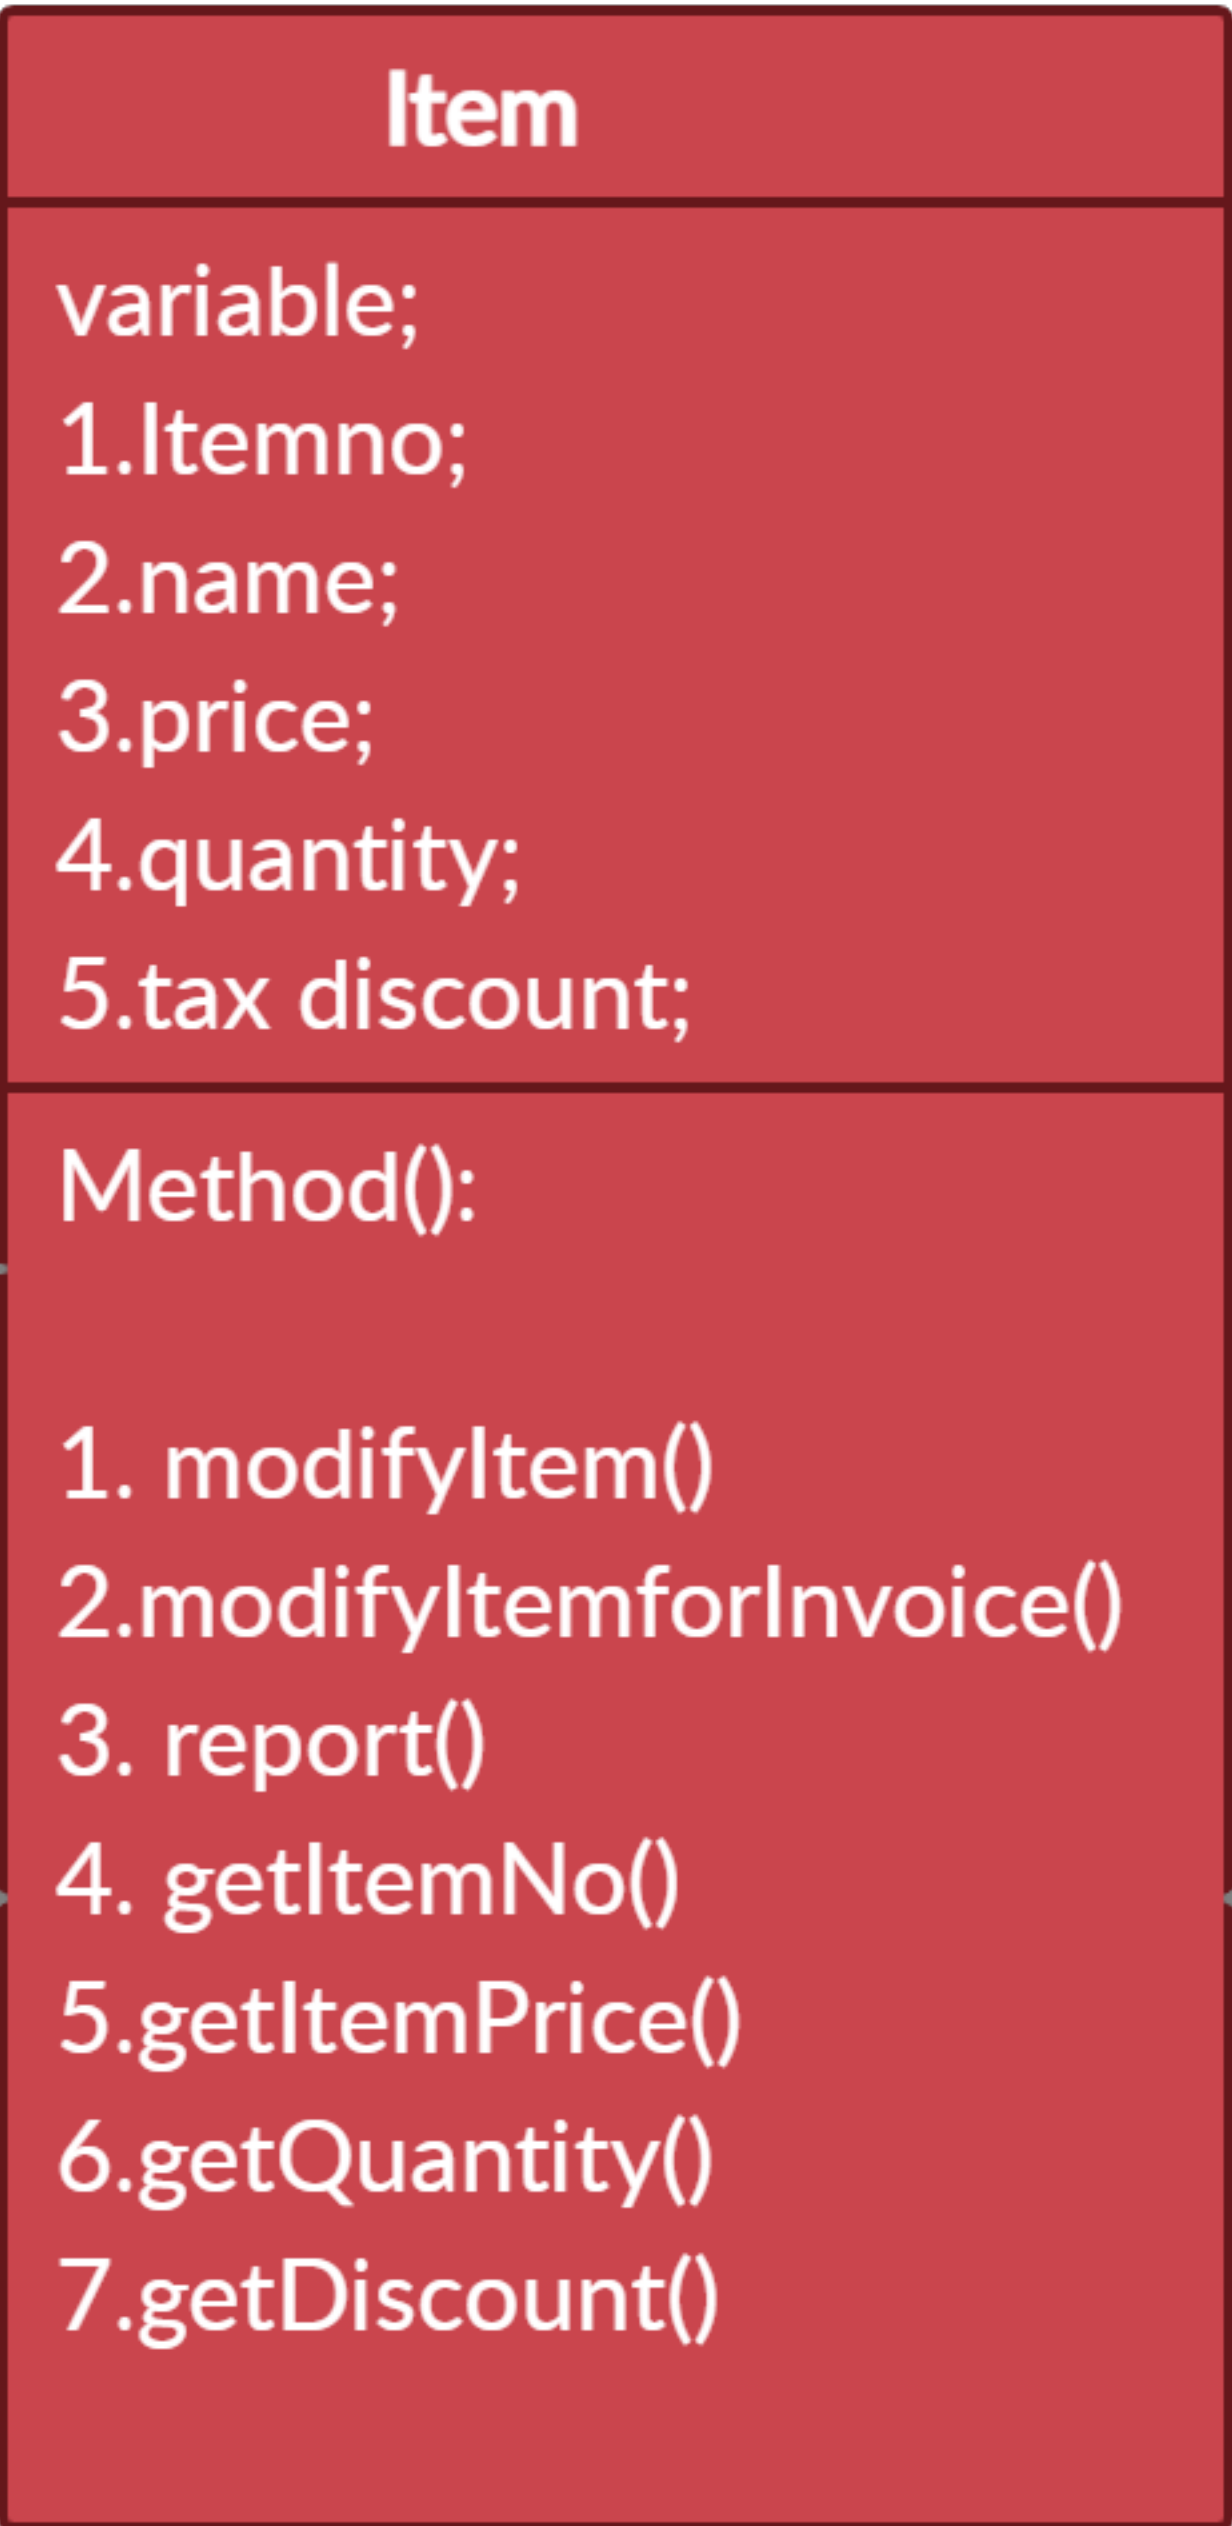 Item
variable;
1.Itemno;
2.name;
3.price;
4.quantity;
5.tax discount;
Method():
1. modifyItem()
2.modifyItemforInvoice()
3. report()
4. getItemNo()
5.getItemPrice()
6.getQuantity()
7.getDiscount()